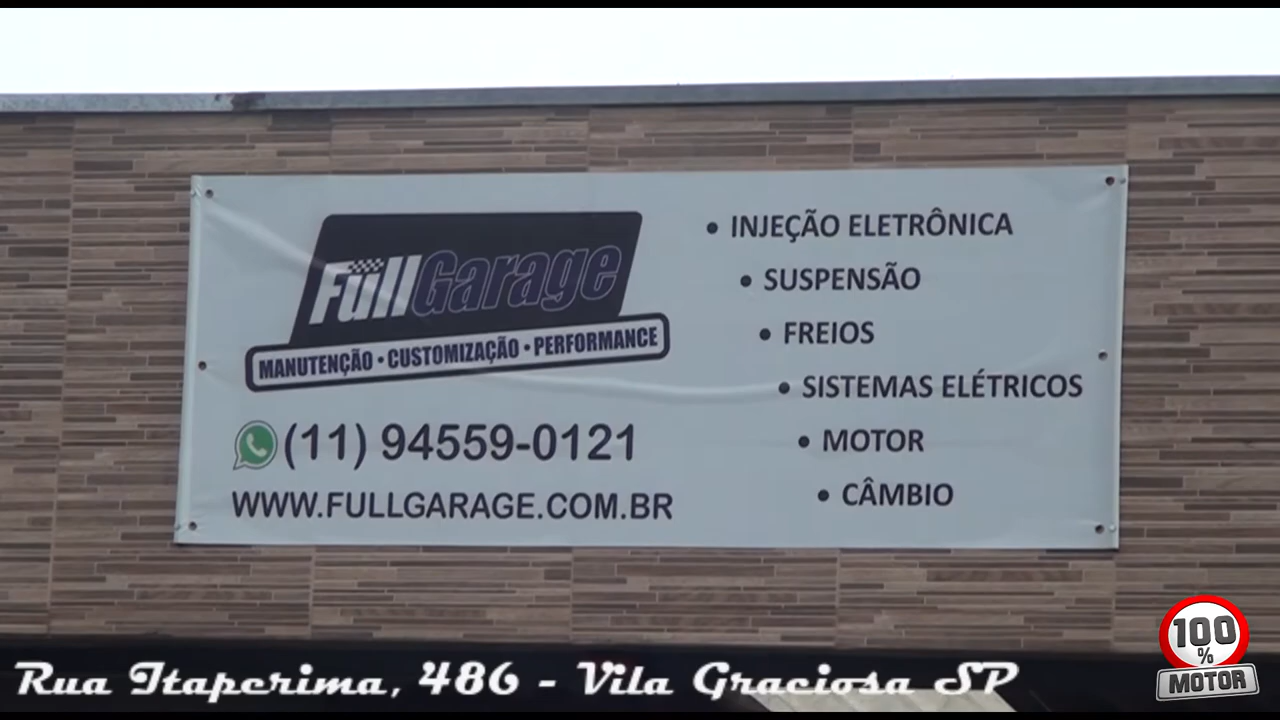 FullGarage
MANUTENÇÃO • CUSTOMIZAÇÃO • PERFORMANCE
(11) 94559-0121
WWW.FULLGARAGE.COM.BR
• INJEÇÃO ELETRÔNICA
• SUSPENSÃO
• FREIOS
• SISTEMAS ELÉTRICOS
• MOTOR
• CÂMBIO
Rua Itaperima, 486 - Vila Graciosa SP
100
%
MOTOR